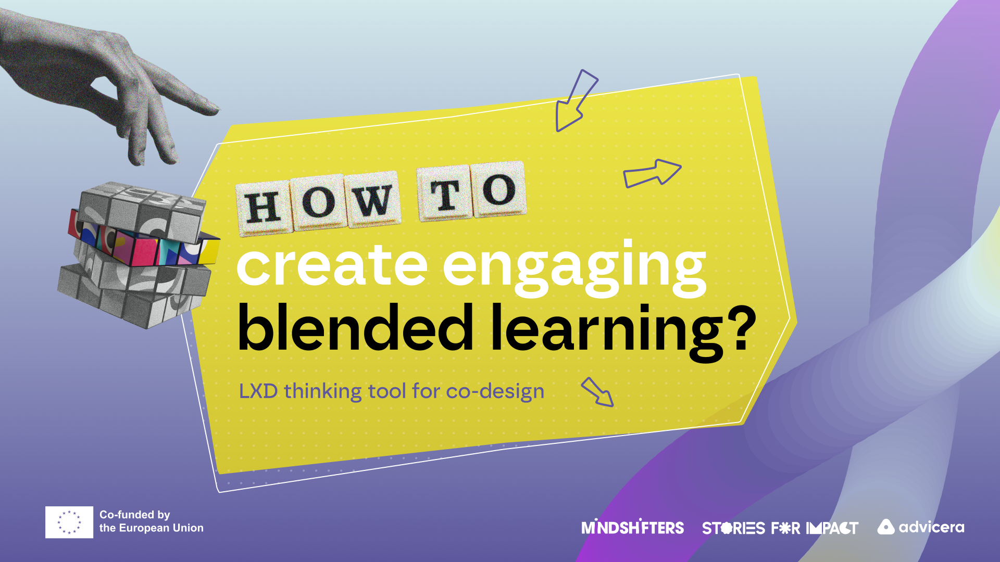 HOW TO
create engaging
blended learning?
LXD thinking tool for co-design
Co-funded by
the European Union
MINDSHIFTERS
STORIES FOR IMPACT
advicera